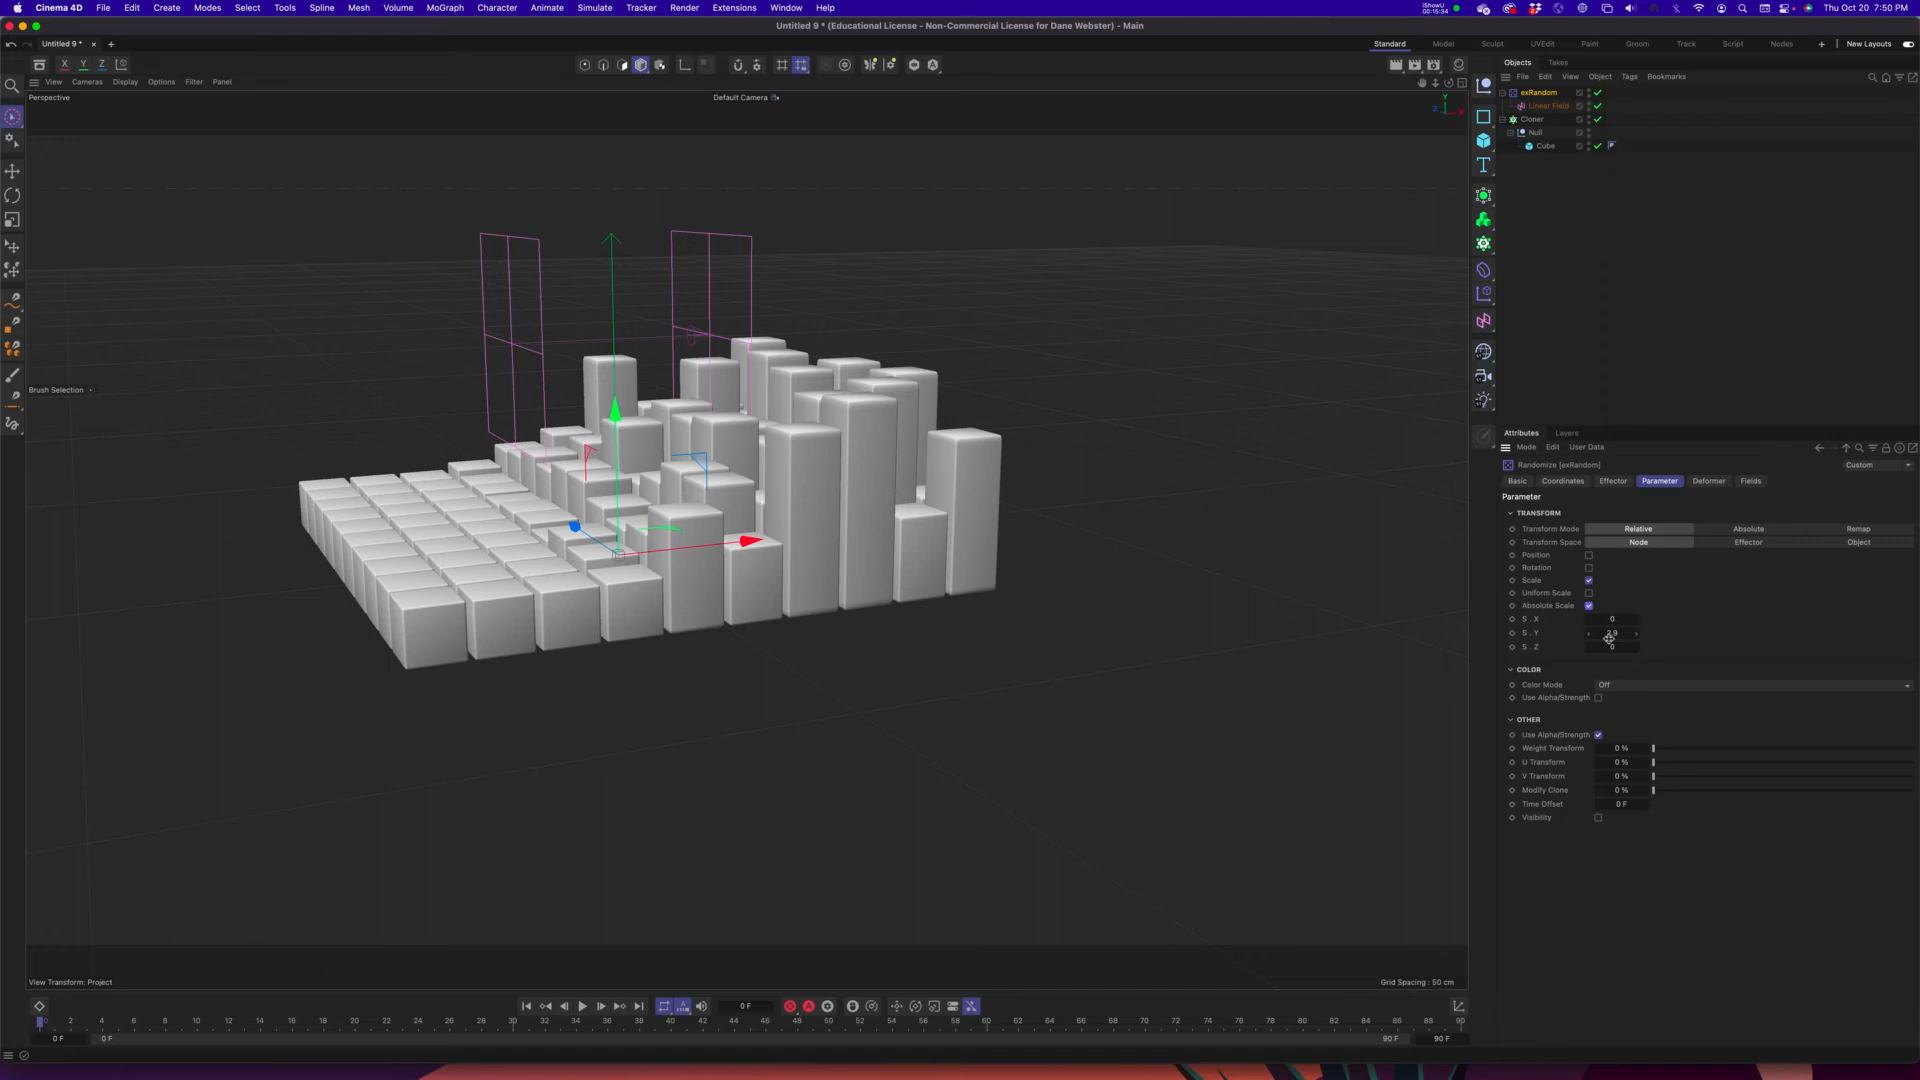 Cinema 4D File Edit Create Modes Select Tools Spline Mesh Volume MoGraph Character Animate Simulate Tracker Render Extensions Window Help
iShowU
00:15:34
Thu Oct 20 7:50 PM
Untitled 9 * (Educational License - Non-Commercial License for Dane Webster) - Main
Untitled 9 *
Standard Model Sculpt UVEdit Paint Groom Track Script Nodes New Layouts
X Y Z
View Cameras Display Options Filter Panel
Perspective
Default Camera
Brush Selection
View Transform: Project
Grid Spacing : 50 cm
Objects Takes
File Edit View Object Tags Bookmarks
exRandom
Linear Field
Cloner
Null
Cube
Attributes Layers
Mode Edit User Data
Randomize [exRandom]
Custom
Basic Coordinates Effector Parameter Deformer Fields
Parameter
TRANSFORM
Transform Mode Relative Absolute Remap
Transform Space Node Effector Object
Position
Rotation
Scale
Uniform Scale
Absolute Scale
S . X 0
S . Y 2.9
S . Z 0
COLOR
Color Mode Off
Use Alpha/Strength
OTHER
Use Alpha/Strength
Weight Transform 0 %
U Transform 0 %
V Transform 0 %
Modify Clone 0 %
Time Offset 0 F
Visibility
0 F
0 2 4 6 8 10 12 14 16 18 20 22 24 26 28 30 32 34 36 38 40 42 44 46 48 50 52 54 56 58 60 62 64 66 68 70 72 74 76 78 80 82 84 86 88 90
0 F 0 F 90 F 90 F